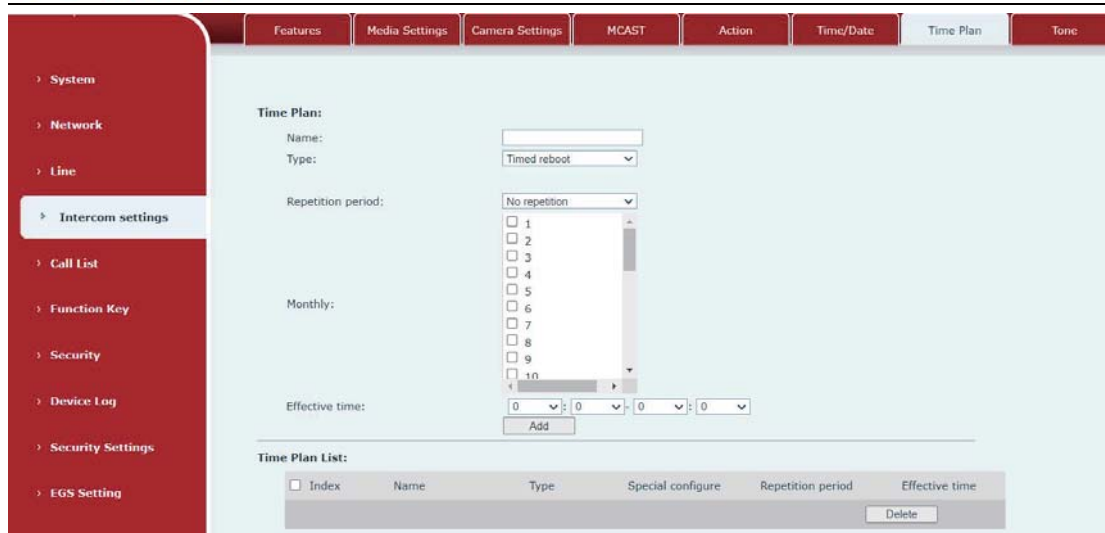 Features Media Settings Camera Settings MCAST Action Time/Date Time Plan Tone
› System
› Network
› Line
› Intercom settings
› Call List
› Function Key
› Security
› Device Log
› Security Settings
› EGS Setting
Time Plan:
Name:
Type: Timed reboot
Repetition period: No repetition
Monthly:
1
2
3
4
5
6
7
8
9
10
Effective time: 0 : 0 - 0 : 0
Add
Time Plan List:
Index Name Type Special configure Repetition period Effective time
Delete